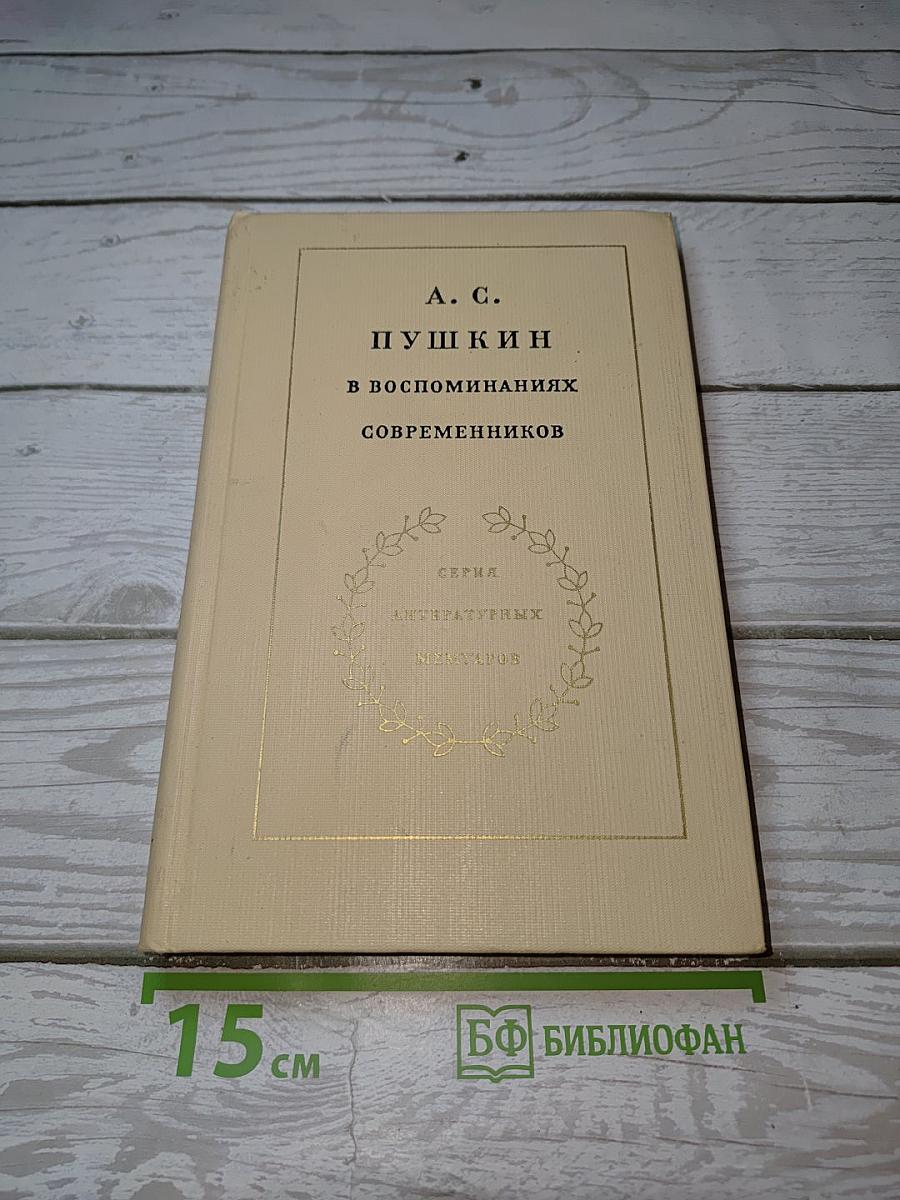 А. С.
ПУШКИН
В ВОСПОМИНАНИЯХ
СОВРЕМЕННИКОВ
СЕРИЯ
ЛИТЕРАТУРНЫХ
МЕМУАРОВ
15 см
БФ БИБЛИОФАН